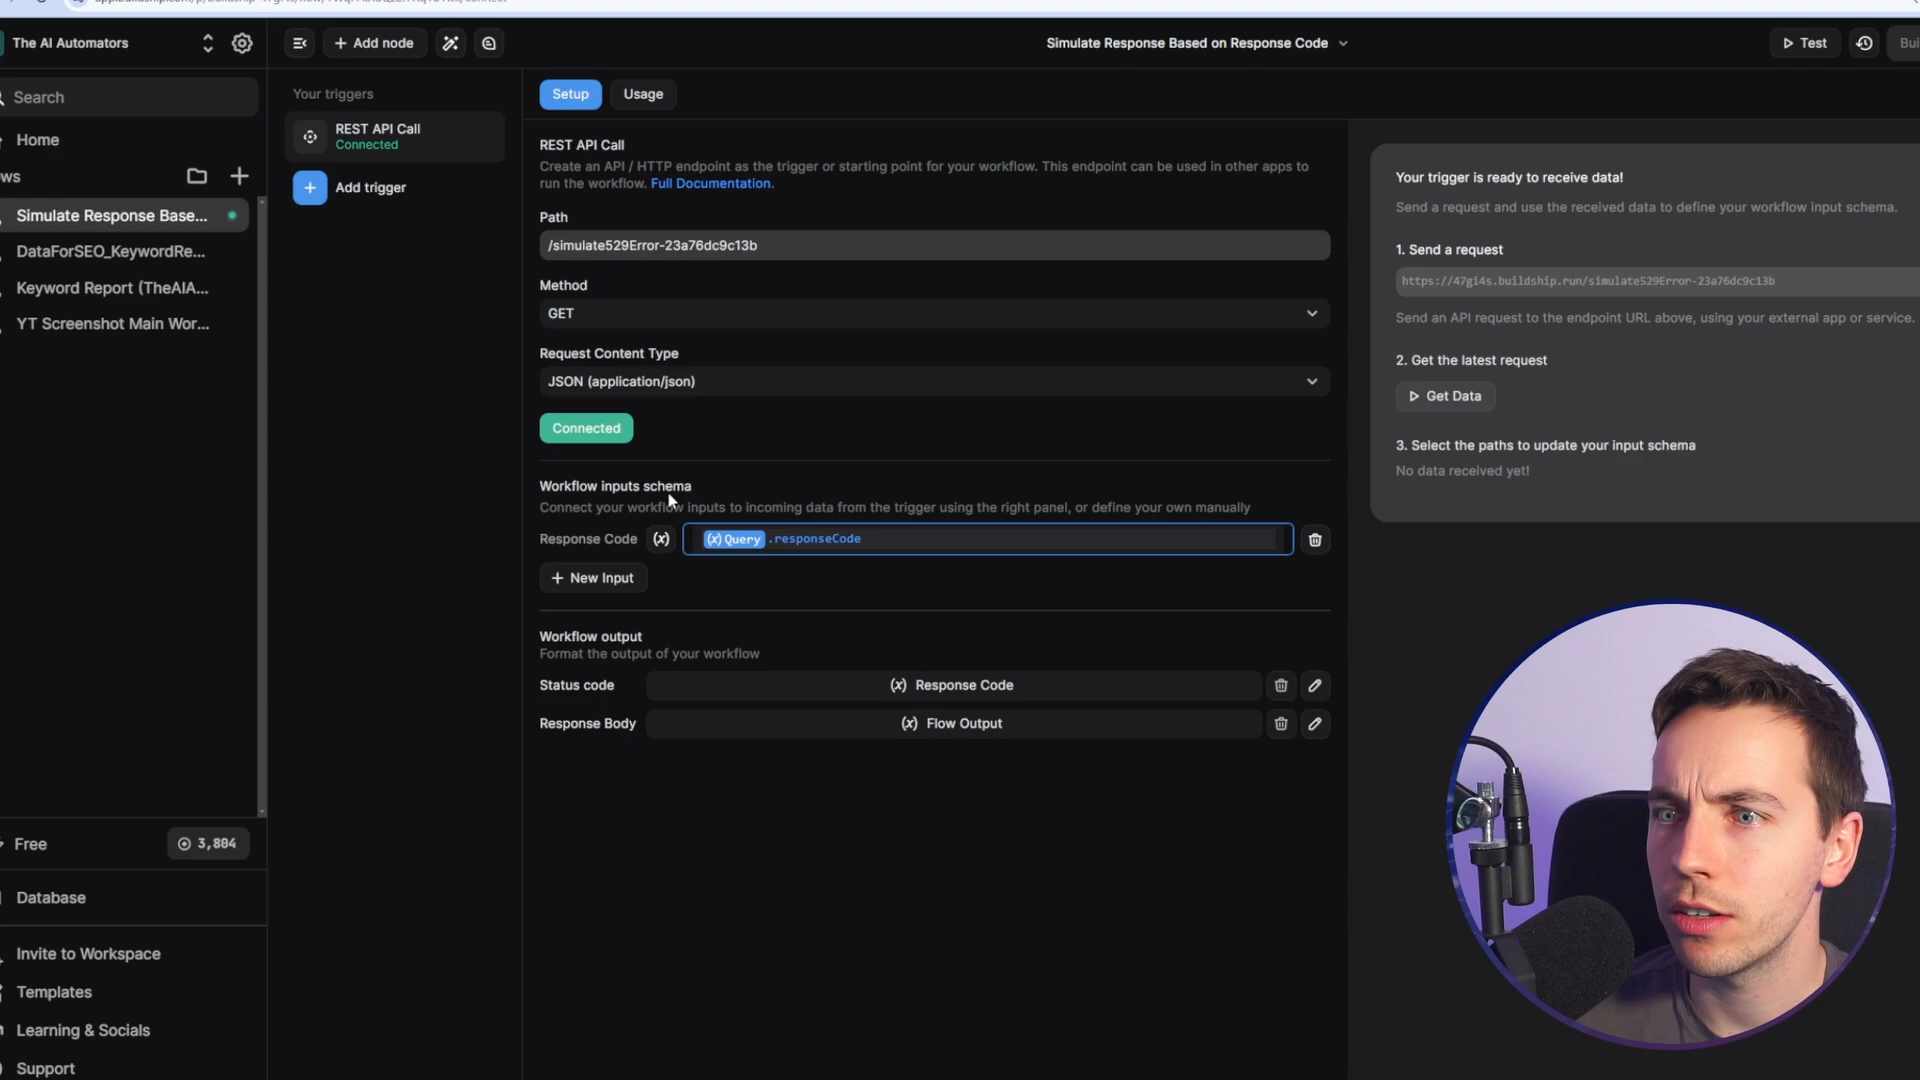 The AI Automators
Add node
Simulate Response Based on Response Code
Test
Search
Home
Simulate Response Base...
DataForSEO_KeywordRe...
Keyword Report (TheAIA...
YT Screenshot Main Wor...
Free
3,804
Database
Invite to Workspace
Templates
Learning & Socials
Support
Your triggers
REST API Call
Connected
Add trigger
Setup
Usage
REST API Call
Create an API / HTTP endpoint as the trigger or starting point for your workflow. This endpoint can be used in other apps to
run the workflow. Full Documentation.
Path
/simulate529Error-23a76dc9c13b
Method
GET
Request Content Type
JSON (application/json)
Connected
Workflow inputs schema
Connect your workflow inputs to incoming data from the trigger using the right panel, or define your own manually
Response Code (x) (x) Query .responseCode
New Input
Workflow output
Format the output of your workflow
Status code (x) Response Code
Response Body (x) Flow Output
Your trigger is ready to receive data!
Send a request and use the received data to define your workflow input schema.
1. Send a request
https://47gi4s.buildship.run/simulate529Error-23a76dc9c13b
Send an API request to the endpoint URL above, using your external app or service.
2. Get the latest request
Get Data
3. Select the paths to update your input schema
No data received yet!